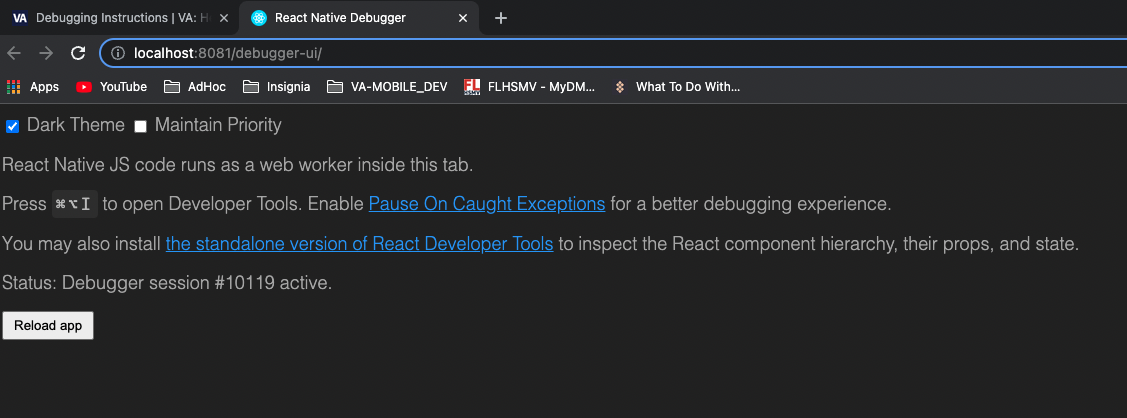 VA Debugging Instructions | VA: H
React Native Debugger
localhost:8081/debugger-ui/
Apps YouTube AdHoc Insignia VA-MOBILE_DEV FLHSMV - MyDM... What To Do With...
Dark Theme Maintain Priority
React Native JS code runs as a web worker inside this tab.
Press ⌘⌥I to open Developer Tools. Enable Pause On Caught Exceptions for a better debugging experience.
You may also install the standalone version of React Developer Tools to inspect the React component hierarchy, their props, and state.
Status: Debugger session #10119 active.
Reload app